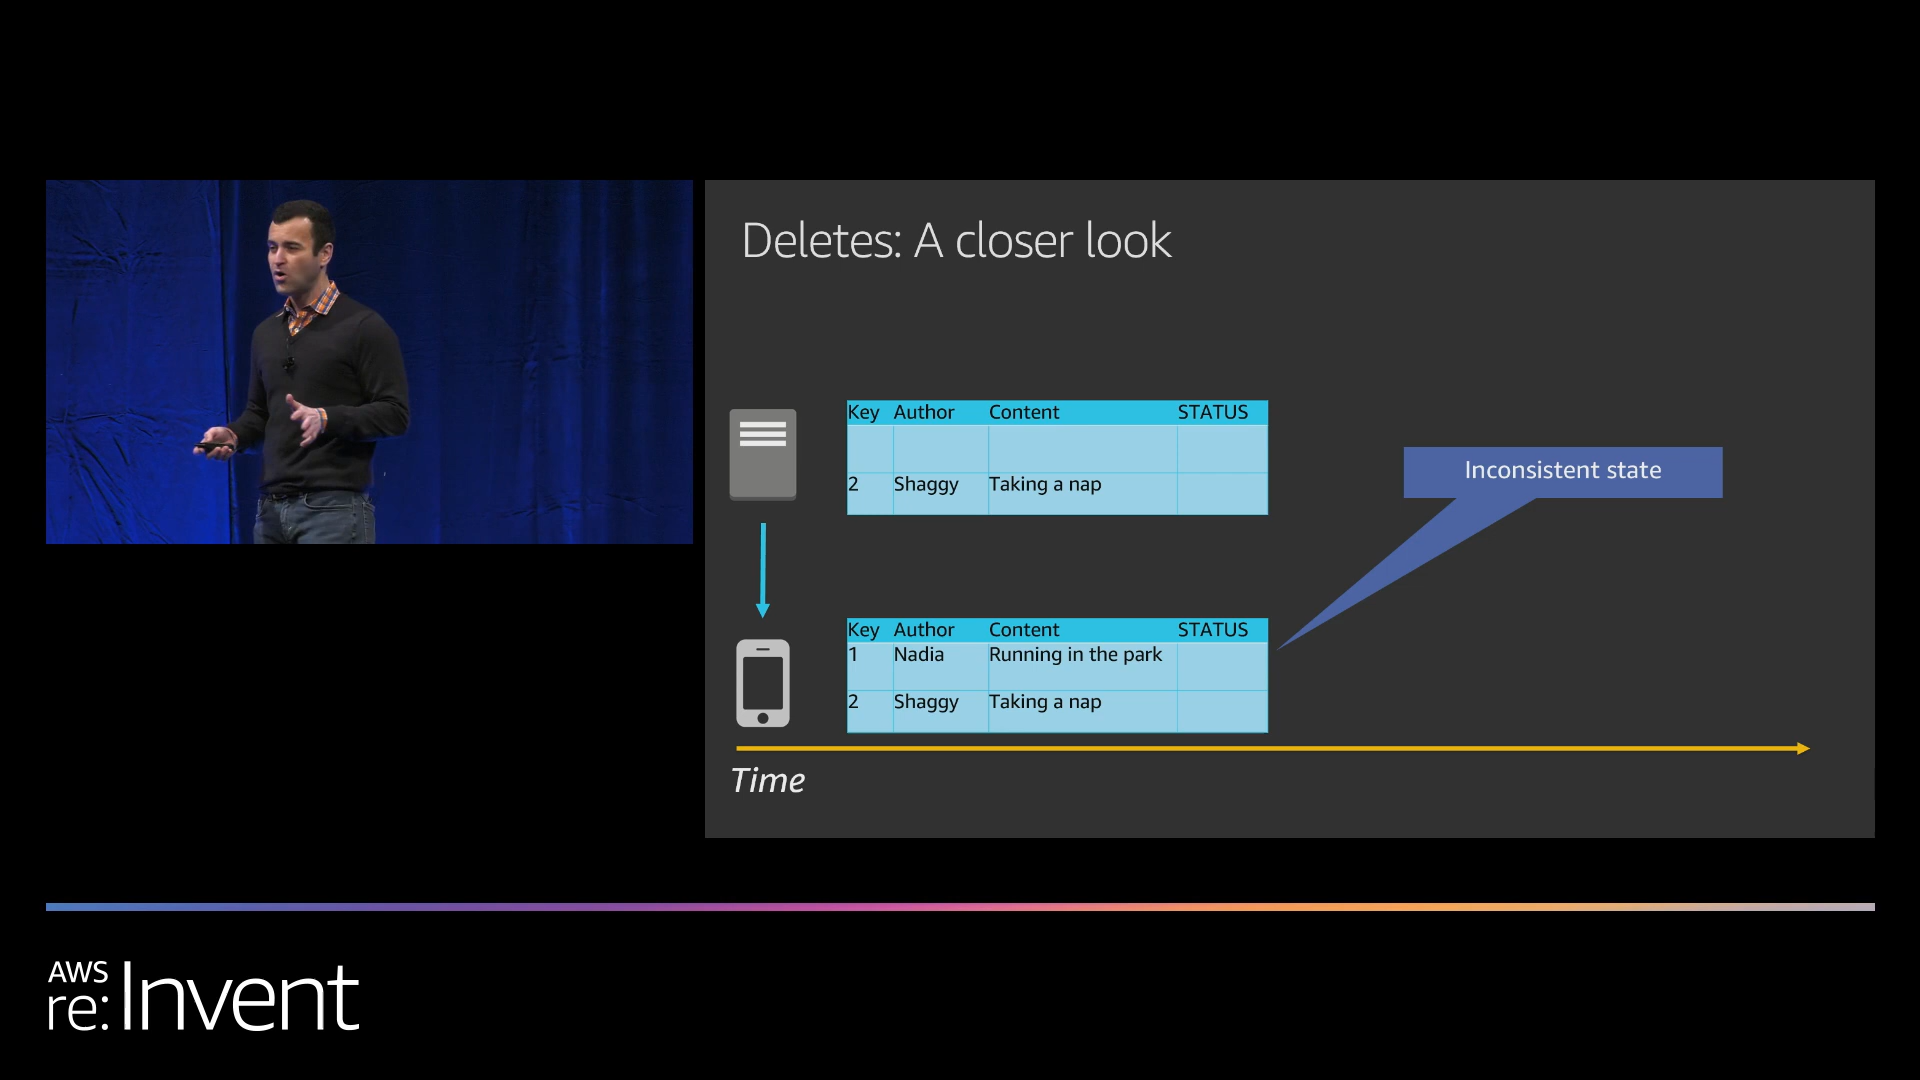 Deletes: A closer look
Key Author Content STATUS
2 Shaggy Taking a nap
Inconsistent state
Key Author Content STATUS
1 Nadia Running in the park
2 Shaggy Taking a nap
Time
AWS
re:Invent